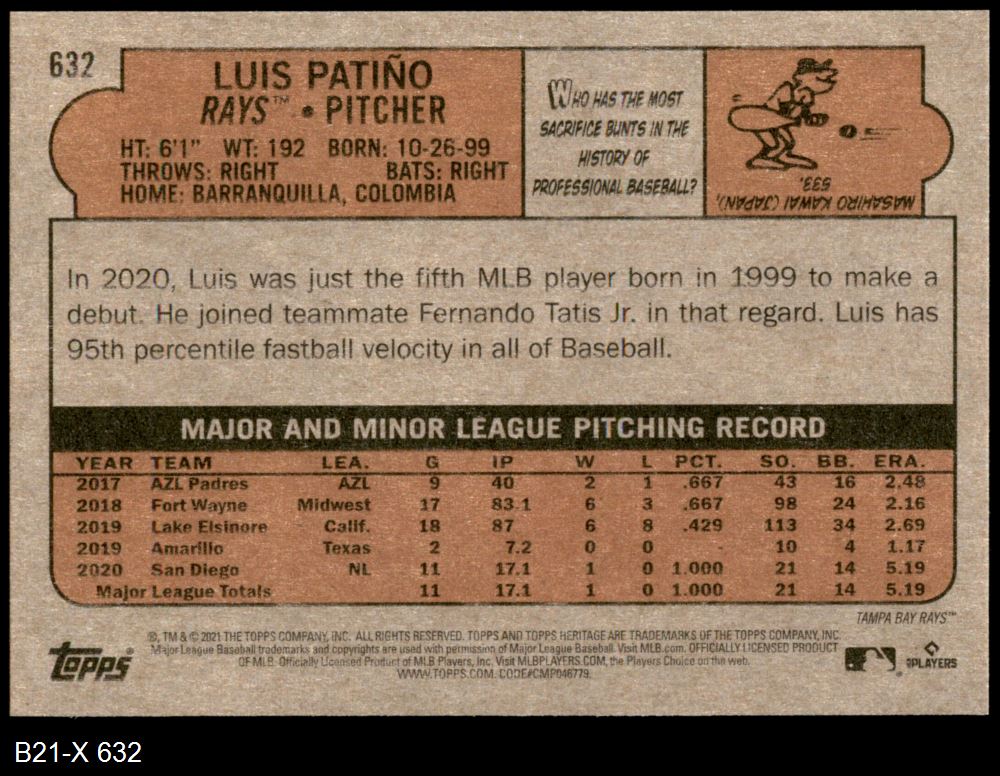 632
LUIS PATIÑO
RAYS™ • PITCHER
HT: 6'1" WT: 192 BORN: 10-26-99
THROWS: RIGHT BATS: RIGHT
HOME: BARRANQUILLA, COLOMBIA
WHO HAS THE MOST
SACRIFICE BUNTS IN THE
HISTORY OF
PROFESSIONAL BASEBALL?
MASAHIRO KAWAI (JAPAN),
533.
In 2020, Luis was just the fifth MLB player born in 1999 to make a
debut. He joined teammate Fernando Tatis Jr. in that regard. Luis has
95th percentile fastball velocity in all of Baseball.
MAJOR AND MINOR LEAGUE PITCHING RECORD
YEAR TEAM LEA. G IP W L PCT. SO. BB. ERA.
2017 AZL Padres AZL 9 40 2 1 .667 43 16 2.48
2018 Fort Wayne Midwest 17 83.1 6 3 .667 98 24 2.16
2019 Lake Elsinore Calif. 18 87 6 8 .429 113 34 2.69
2019 Amarillo Texas 2 7.2 0 0 - 10 4 1.17
2020 San Diego NL 11 17.1 1 0 1.000 21 14 5.19
Major League Totals 11 17.1 1 0 1.000 21 14 5.19
TAMPA BAY RAYS™
topps®
®, TM & © 2021 THE TOPPS COMPANY, INC. ALL RIGHTS RESERVED. TOPPS AND TOPPS HERITAGE ARE TRADEMARKS OF THE TOPPS COMPANY, INC.
Major League Baseball trademarks and copyrights are used with permission of Major League Baseball. Visit MLB.com. OFFICIALLY LICENSED PRODUCT
OF MLB. Officially Licensed Product of MLB Players, Inc. Visit MLBPLAYERS.COM, the Players Choice on the web.
WWW.TOPPS.COM. CODE#CMP046779.
PLAYERS
B21-X 632